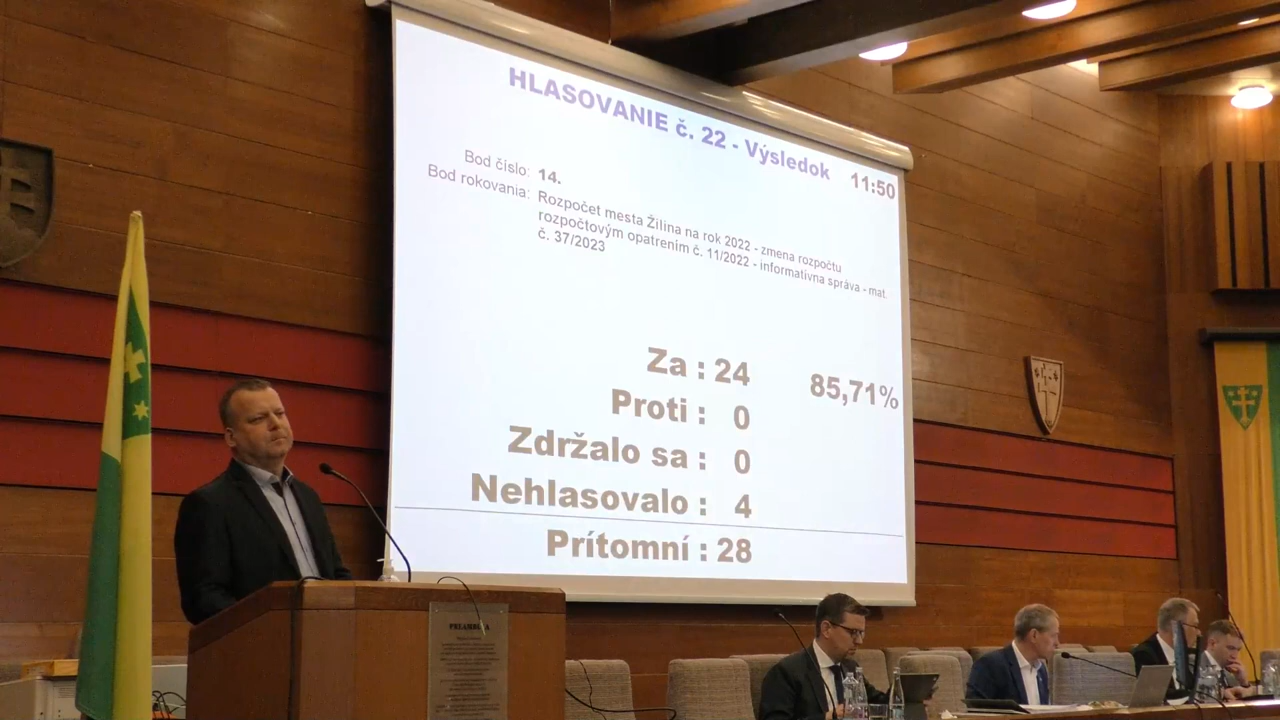 HLASOVANIE č. 22 - Výsledok 11:50
Bod číslo: 14.
Bod rokovania: Rozpočet mesta Žilina na rok 2022 - zmena rozpočtu
rozpočtovým opatrením č. 11/2022 - informatívna správa - mat.
č. 37/2023
Za : 24 85,71%
Proti : 0
Zdržalo sa : 0
Nehlasovalo : 4
Prítomní : 28
PREAMBULA